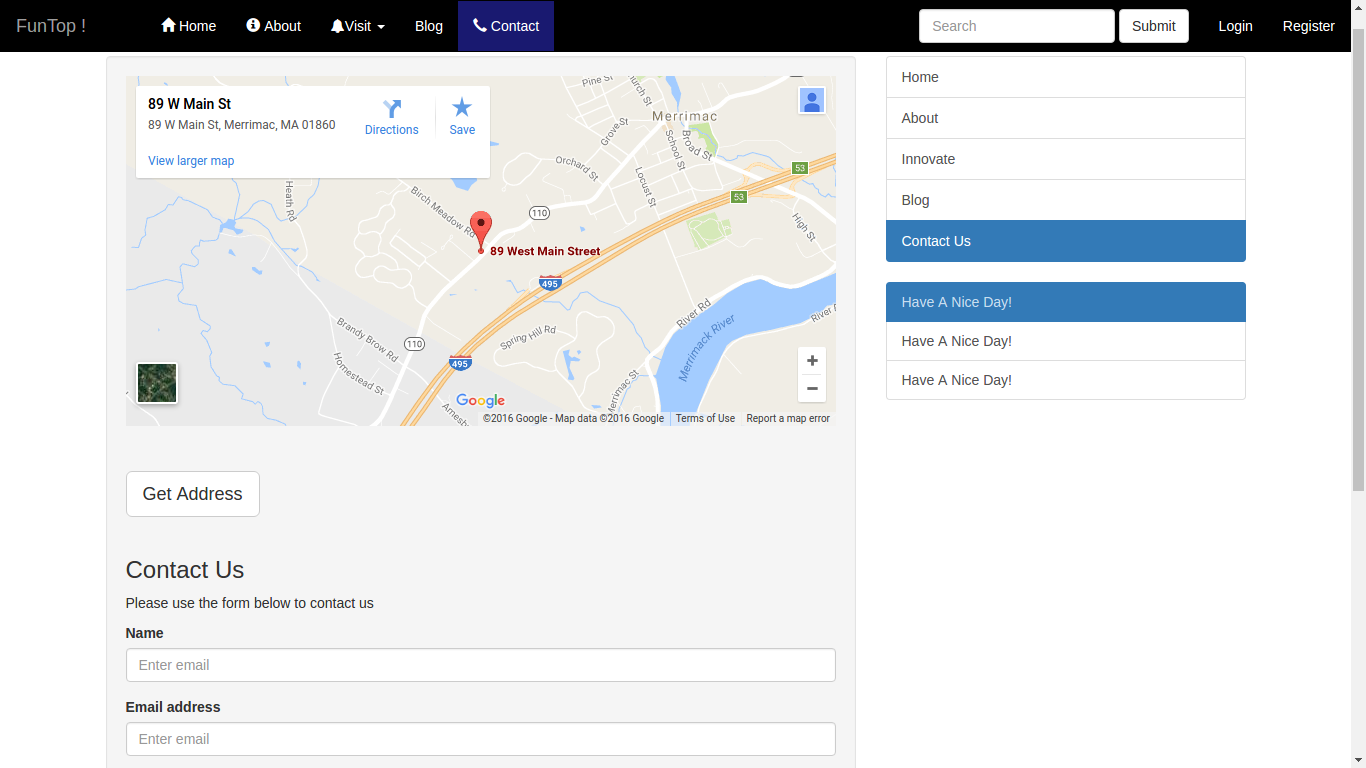 FunTop !
Home
About
Visit
Blog
Contact
Search
Submit
Login
Register
89 W Main St
89 W Main St, Merrimac, MA 01860
Directions
Save
View larger map
Pine St
Church St
Merrimac
Grove St
Broad St
School St
Orchard St
Locust St
53
53
Heath Rd
Birch Meadow Rd
110
High St
89 West Main Street
495
River Rd
River R
Brandy Brow Rd
110
Spring Hill Rd
Merrimack River
495
Homestead St
Merrimac St
Amesb
Google
©2016 Google - Map data ©2016 Google
Terms of Use
Report a map error
Get Address
Contact Us
Please use the form below to contact us
Name
Enter email
Email address
Enter email
Home
About
Innovate
Blog
Contact Us
Have A Nice Day!
Have A Nice Day!
Have A Nice Day!